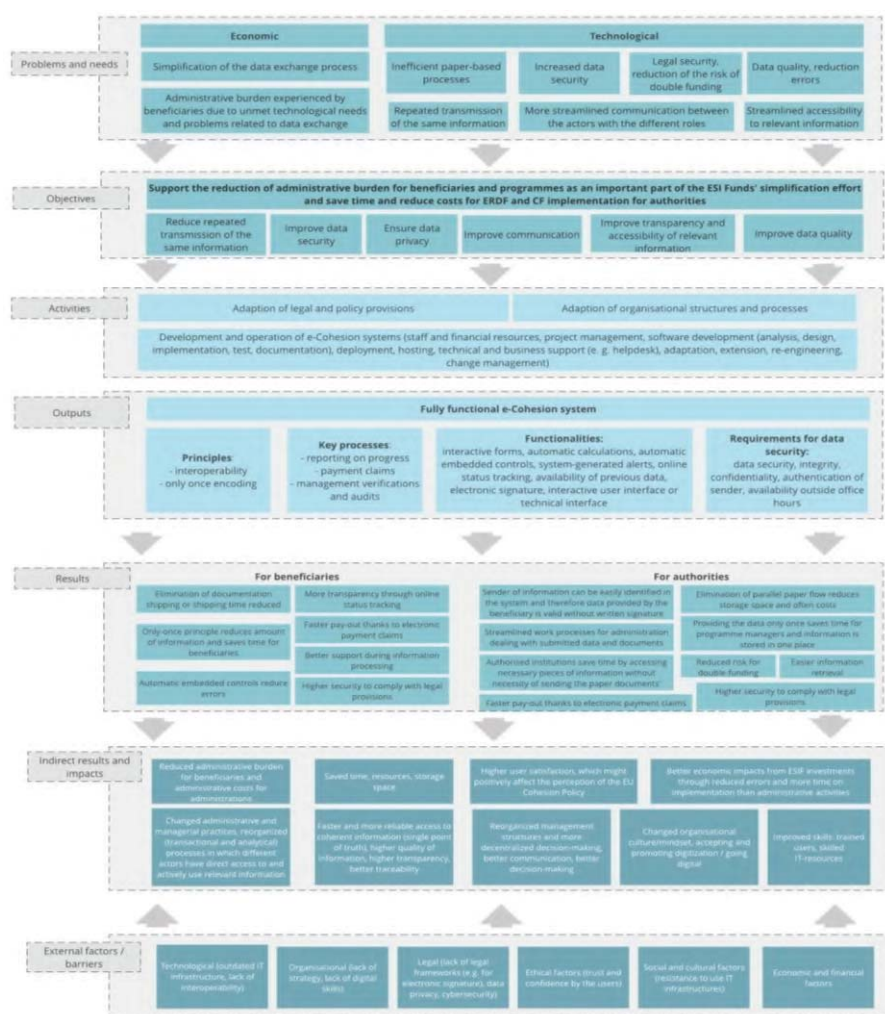 Problems and needs
Economic
Simplification of the data exchange process
Administrative burden experienced by
beneficiaries due to unmet technological needs
and problems related to data exchange
Technological
Inefficient paper-based
processes
Increased data
security
Legal security,
reduction of the risk of
double funding
Data quality, reduction
errors
Repeated transmission
of the same information
More streamlined communication between
the actors with the different roles
Streamlined accessibility
to relevant information
Objectives
Support the reduction of administrative burden for beneficiaries and programmes as an important part of the ESI Funds' simplification effort
and save time and reduce costs for ERDF and CF implementation for authorities
Reduce repeated
transmission of the
same information
Improve data
security
Ensure data
privacy
Improve communication
Improve transparency and
accessibility of relevant
information
Improve data quality
Activities
Adaption of legal and policy provisions
Adaption of organisational structures and processes
Development and operation of e-Cohesion systems (staff and financial resources, project management, software development (analysis, design,
implementation, test, documentation), deployment, hosting, technical and business support (e. g. helpdesk), adaptation, extension, re-engineering,
change management)
Outputs
Fully functional e-Cohesion system
Principles:
- interoperability
- only once encoding
Key processes:
- reporting on progress
- payment claims
- management verifications
and audits
Functionalities:
interactive forms, automatic calculations, automatic
embedded controls, system-generated alerts, online
status tracking, availability of previous data,
electronic signature, interactive user interface or
technical interface
Requirements for data
security:
data security, integrity,
confidentiality, authentication of
sender, availability outside office
hours
Results
For beneficiaries
Elimination of documentation
shipping or shipping time reduced
Only-once principle reduces amount
of information and saves time for
beneficiaries.
Automatic embedded controls reduce
errors
More transparency through online
status tracking
Faster pay-out thanks to electronic
payment claims
Better support during information
processing
Higher security to comply with legal
provisions
For authorities
Sender of information can be easily identified in
the system and therefore data provided by the
beneficiary is valid without written signature
Streamlined work processes for administration
dealing with submitted data and documents
Authorised institutions save time by accessing
necessary pieces of information without
necessity of sending the paper documents
Faster pay-out thanks to electronic payment claims
Elimination of parallel paper flow reduces
storage space and often costs
Providing the data only once saves time for
programme managers and information is
stored in one place
Reduced risk for
double funding
Easier information
retrieval
Higher security to comply with legal
provisions
Indirect results and
impacts
Reduced administrative burden
for beneficiaries and
administrative costs for
administrations
Saved time, resources, storage
space
Higher user satisfaction, which might
positively affect the perception of the EU
Cohesion Policy
Better economic impacts from ESIF investments
through reduced errors and more time on
implementation than administrative activities
Changed administrative and
managerial practices, reorganized
(transactional and analytical)
processes in which different
actors have direct access to and
actively use relevant information
Faster and more reliable access to
coherent information (single point
of truth), higher quality of
information, higher transparency,
better traceability
Reorganized management
structures and more
decentralized decision-making,
better communication, better
decision-making
Changed organisational
culture/mindset, accepting and
promoting digitization / going
digital
Improved skills: trained
users, skilled
IT-resources
External factors /
barriers
Technological (outdated IT
infrastructure, lack of
interoperability)
Organisational (lack of
strategy, lack of digital
skills)
Legal (lack of legal
frameworks (e.g. for
electronic signature), data
privacy, cybersecurity)
Ethical factors (trust and
confidence by the users)
Social and cultural factors
(resistance to use IT
infrastructures)
Economic and financial
factors